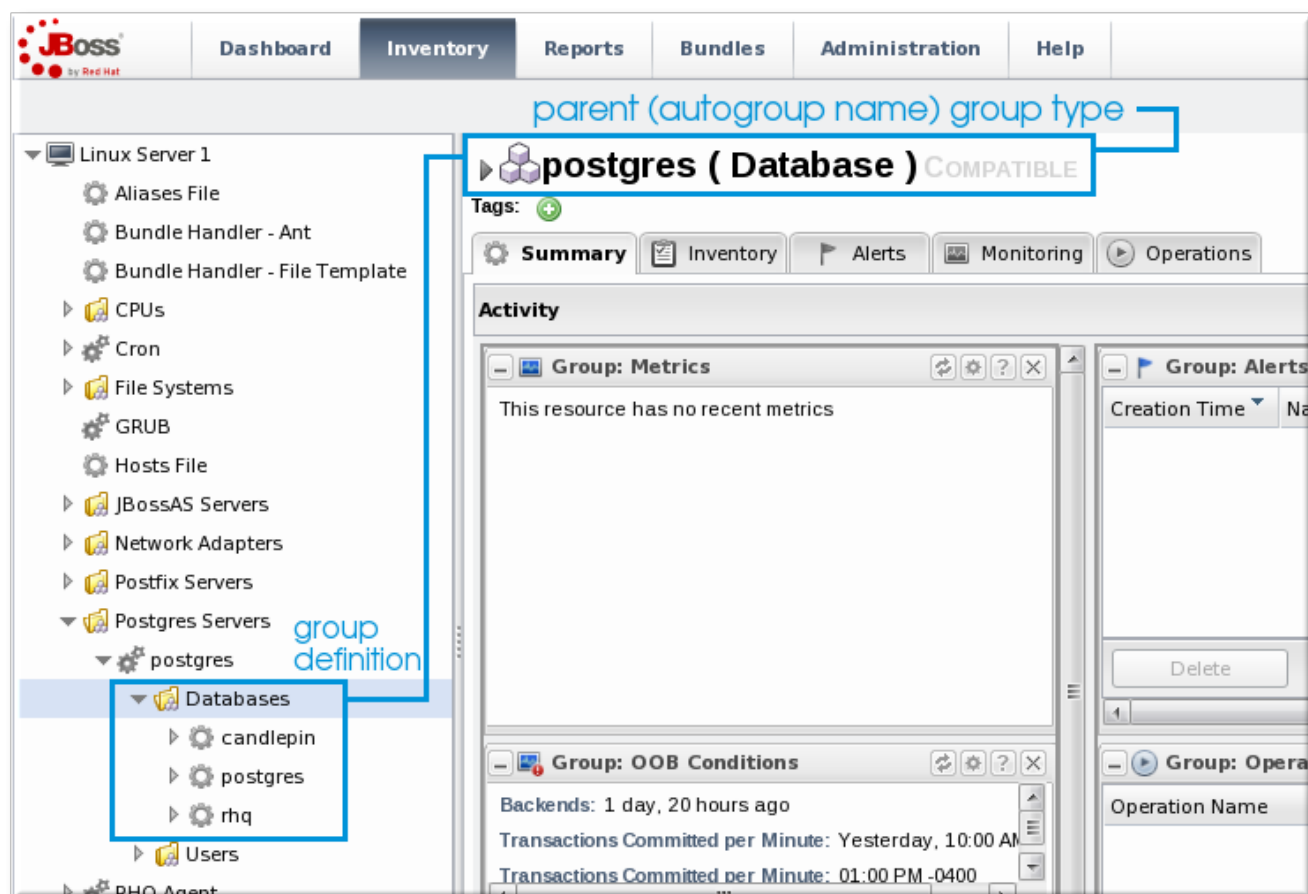 JBoss
by Red Hat
Dashboard
Inventory
Reports
Bundles
Administration
Help
parent (autogroup name) group type
Linux Server 1
Aliases File
Bundle Handler - Ant
Bundle Handler - File Template
CPUs
Cron
File Systems
GRUB
Hosts File
JBossAS Servers
Network Adapters
Postfix Servers
Postgres Servers
postgres
group
definition
Databases
candlepin
postgres
rhq
Users
RHQ Agent
postgres ( Database ) COMPATIBLE
Tags:
Summary
Inventory
Alerts
Monitoring
Operations
Activity
Group: Metrics
This resource has no recent metrics
Group: Alerts
Creation Time
Na
Delete
Group: OOB Conditions
Backends: 1 day, 20 hours ago
Transactions Committed per Minute: Yesterday, 10:00 AM
Transactions Committed per Minute: 01:00 PM -0400
Group: Opera
Operation Name